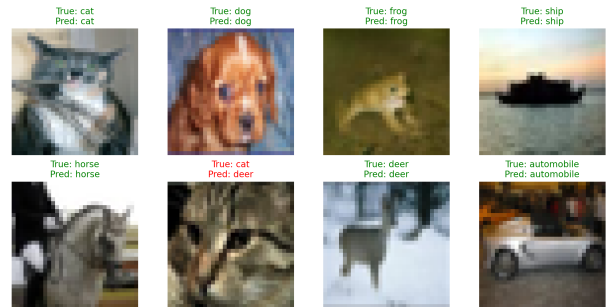 True: cat
Pred: cat
True: dog
Pred: dog
True: frog
Pred: frog
True: ship
Pred: ship
True: horse
Pred: horse
True: cat
Pred: deer
True: deer
Pred: deer
True: automobile
Pred: automobile